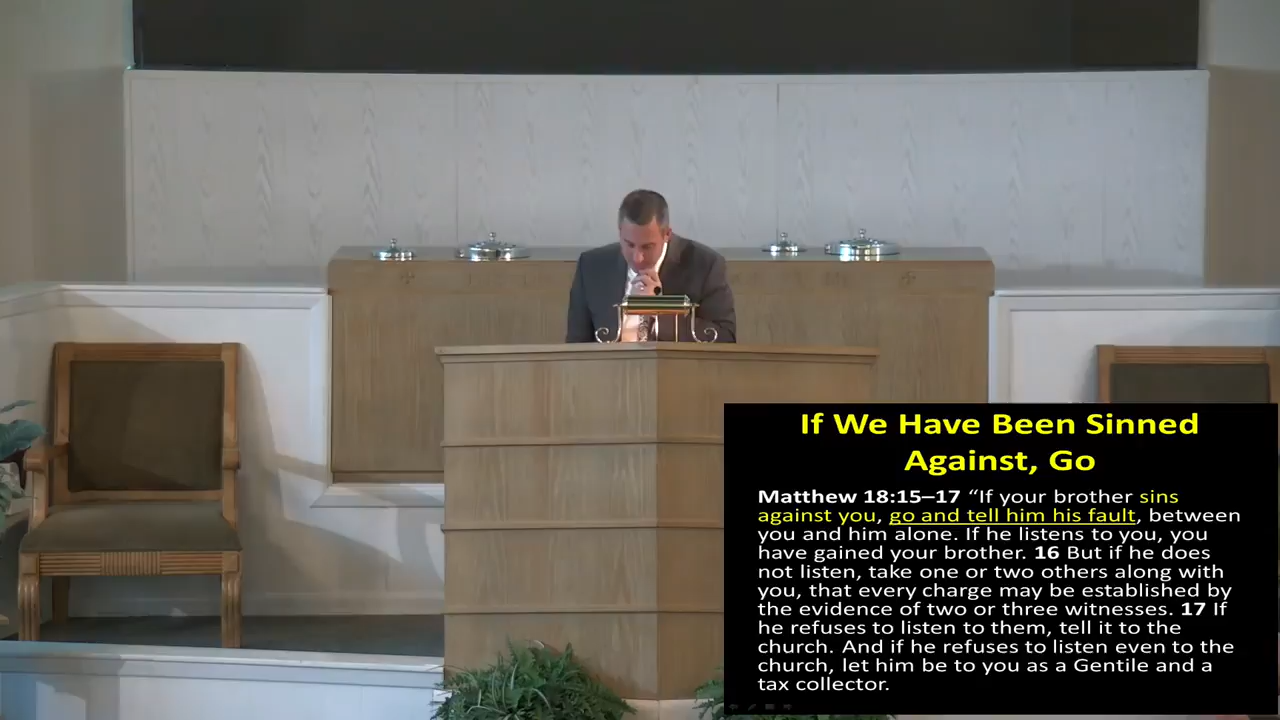 If We Have Been Sinned
Against, Go
Matthew 18:15–17 “If your brother sins
against you, go and tell him his fault, between
you and him alone. If he listens to you, you
have gained your brother. 16 But if he does
not listen, take one or two others along with
you, that every charge may be established by
the evidence of two or three witnesses. 17 If
he refuses to listen to them, tell it to the
church. And if he refuses to listen even to the
church, let him be to you as a Gentile and a
tax collector.